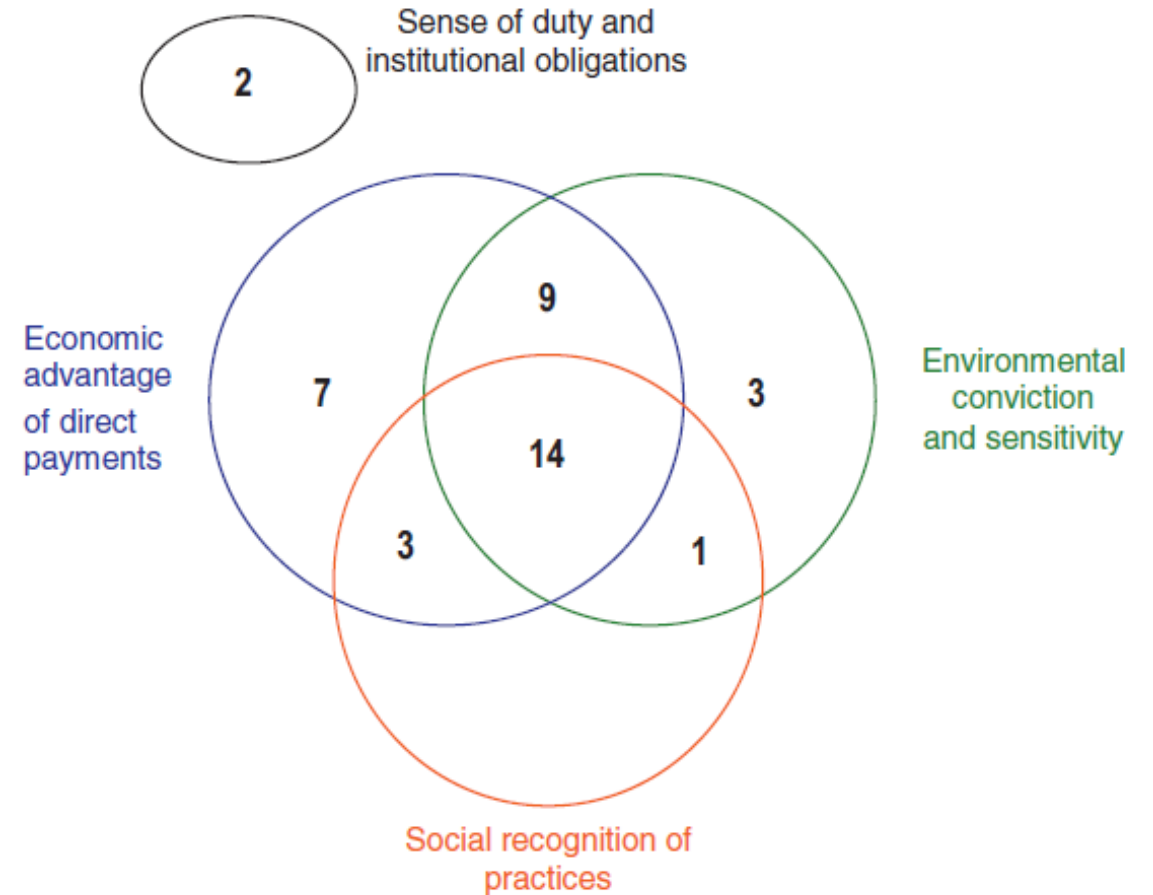 Sense of duty and
institutional obligations
2
9
Economic
advantage
of direct
payments
7
3
Environmental
conviction
and sensitivity
14
3
1
Social recognition of
practices